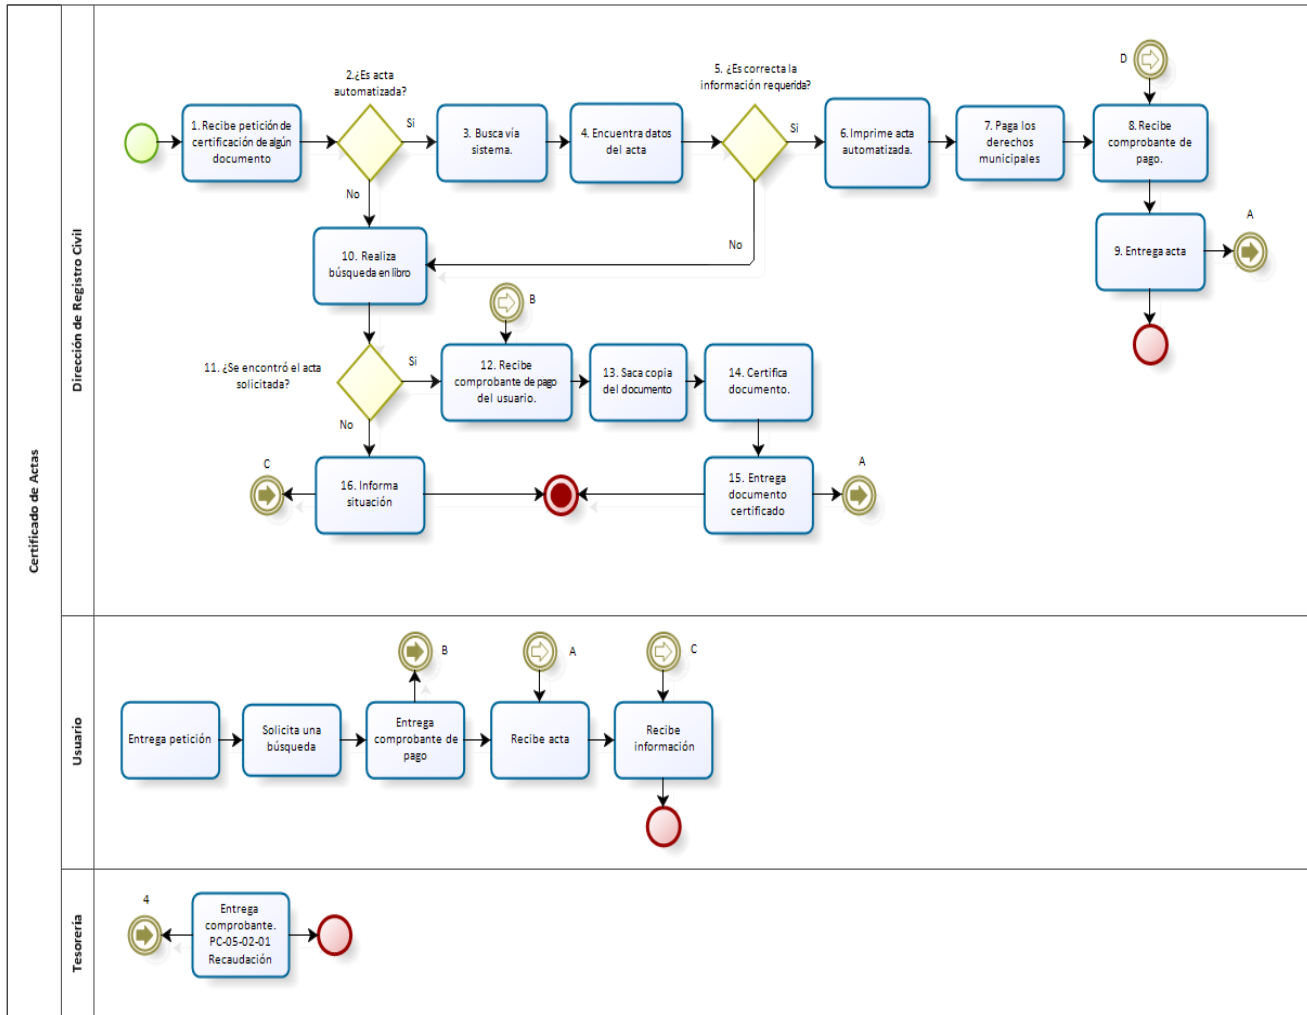 Certificado de Actas
Dirección de Registro Civil
1. Recibe petición de
certificación de algún
documento
2.¿Es acta
automatizada?
Si
No
3. Busca vía
sistema.
4. Encuentra datos
del acta
5. ¿Es correcta la
información requerida?
Si
No
6. Imprime acta
automatizada.
7. Paga los
derechos
municipales
D
8. Recibe
comprobante de
pago.
9. Entrega acta
A
10. Realiza
búsqueda en libro
11. ¿Se encontró el acta
solicitada?
Si
No
B
12. Recibe
comprobante de pago
del usuario.
13. Saca copia
del documento
14. Certifica
documento.
15. Entrega
documento
certificado
A
C
16. Informa
situación
Usuario
Entrega petición
Solicita una
búsqueda
Entrega
comprobante de
pago
B
A
Recibe acta
C
Recibe
información
Tesorería
4
Entrega
comprobante.
PC-05-02-01
Recaudación